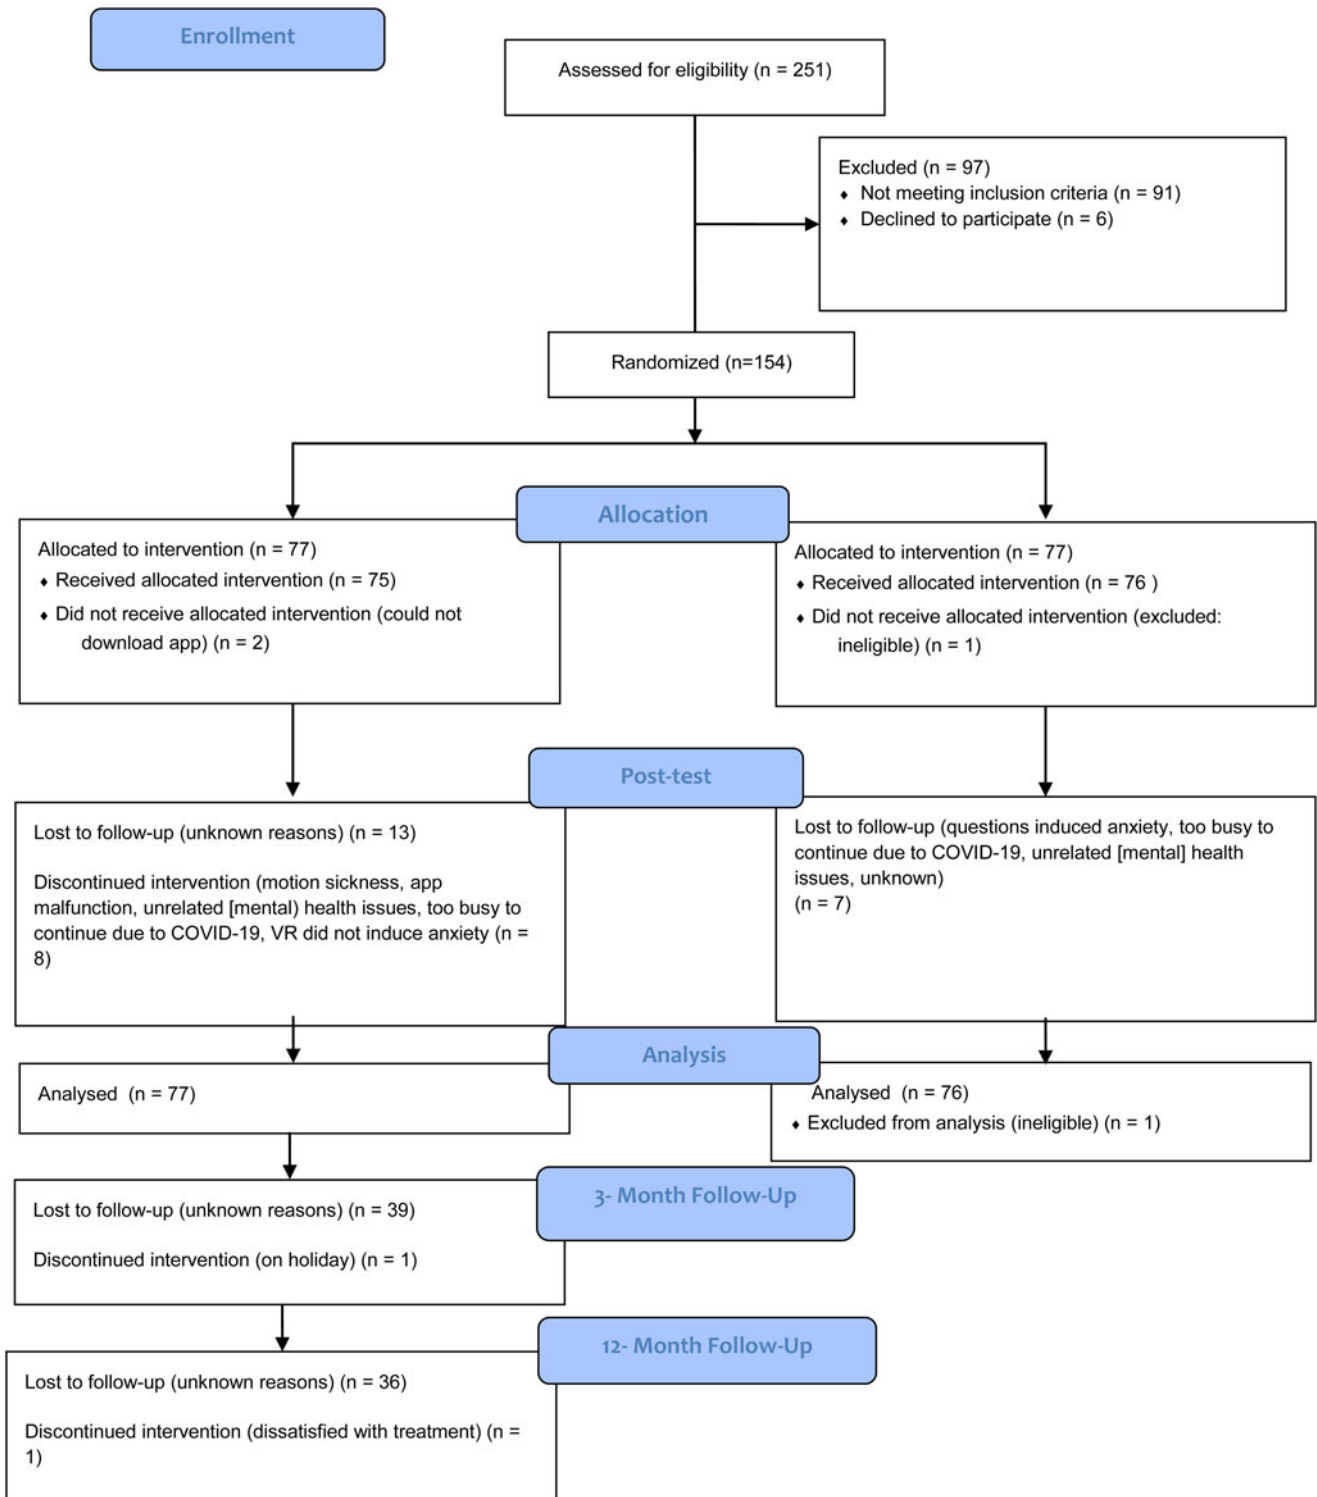 Enrollment
Assessed for eligibility (n = 251)
Excluded (n = 97)
♦ Not meeting inclusion criteria (n = 91)
♦ Declined to participate (n = 6)
Randomized (n=154)
Allocation
Allocated to intervention (n = 77)
♦ Received allocated intervention (n = 75)
♦ Did not receive allocated intervention (could not
download app) (n = 2)
Allocated to intervention (n = 77)
♦ Received allocated intervention (n = 76 )
♦ Did not receive allocated intervention (excluded:
ineligible) (n = 1)
Post-test
Lost to follow-up (unknown reasons) (n = 13)
Discontinued intervention (motion sickness, app
malfunction, unrelated [mental) health issues, too busy to
continue due to COVID-19, VR did not induce anxiety (n =
8)
Lost to follow-up (questions induced anxiety, too busy to
continue due to COVID-19, unrelated [mental] health
issues, unknown)
(n = 7)
Analysis
Analysed (n = 77)
Analysed (n = 76)
♦ Excluded from analysis (ineligible) (n = 1)
3- Month Follow-Up
Lost to follow-up (unknown reasons) (n = 39)
Discontinued intervention (on holiday) (n = 1)
12- Month Follow-Up
Lost to follow-up (unknown reasons) (n = 36)
Discontinued intervention (dissatisfied with treatment) (n =
1)